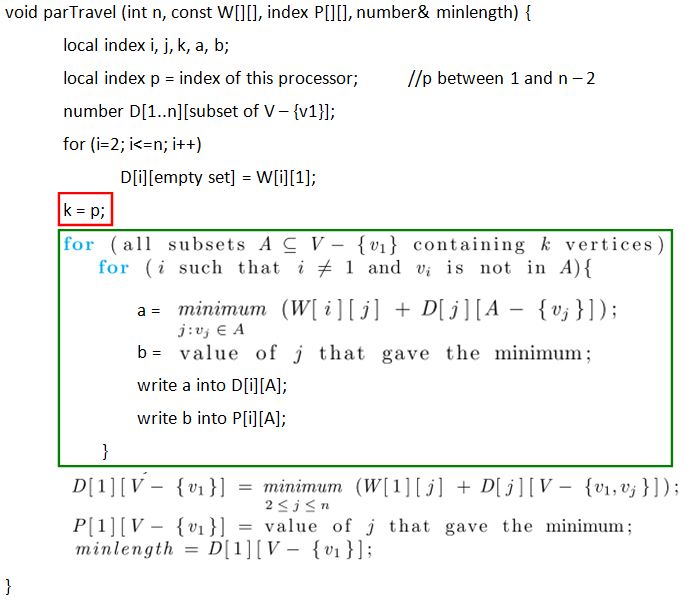 void parTravel (int n, const W[][], index P[][], number& minlength) {
local index i, j, k, a, b;
local index p = index of this processor; //p between 1 and n – 2
number D[1..n][subset of V – {v1}];
for (i=2; i<=n; i++)
D[i][empty set] = W[i][1];
k = p;
for (all subsets A ⊆ V − {v₁} containing k vertices)
for (i such that i ≠ 1 and vᵢ is not in A){
a = minimum (W[i][j] + D[j][A − {vⱼ}]);
j:vⱼ ∈ A
b = value of j that gave the minimum;
write a into D[i][A];
write b into P[i][A];
}
D[1][V − {v₁}] = minimum (W[1][j] + D[j][V − {v₁,vⱼ}]);
2≤j≤n
P[1][V − {v₁}] = value of j that gave the minimum;
minlength = D[1][V − {v₁}];
}